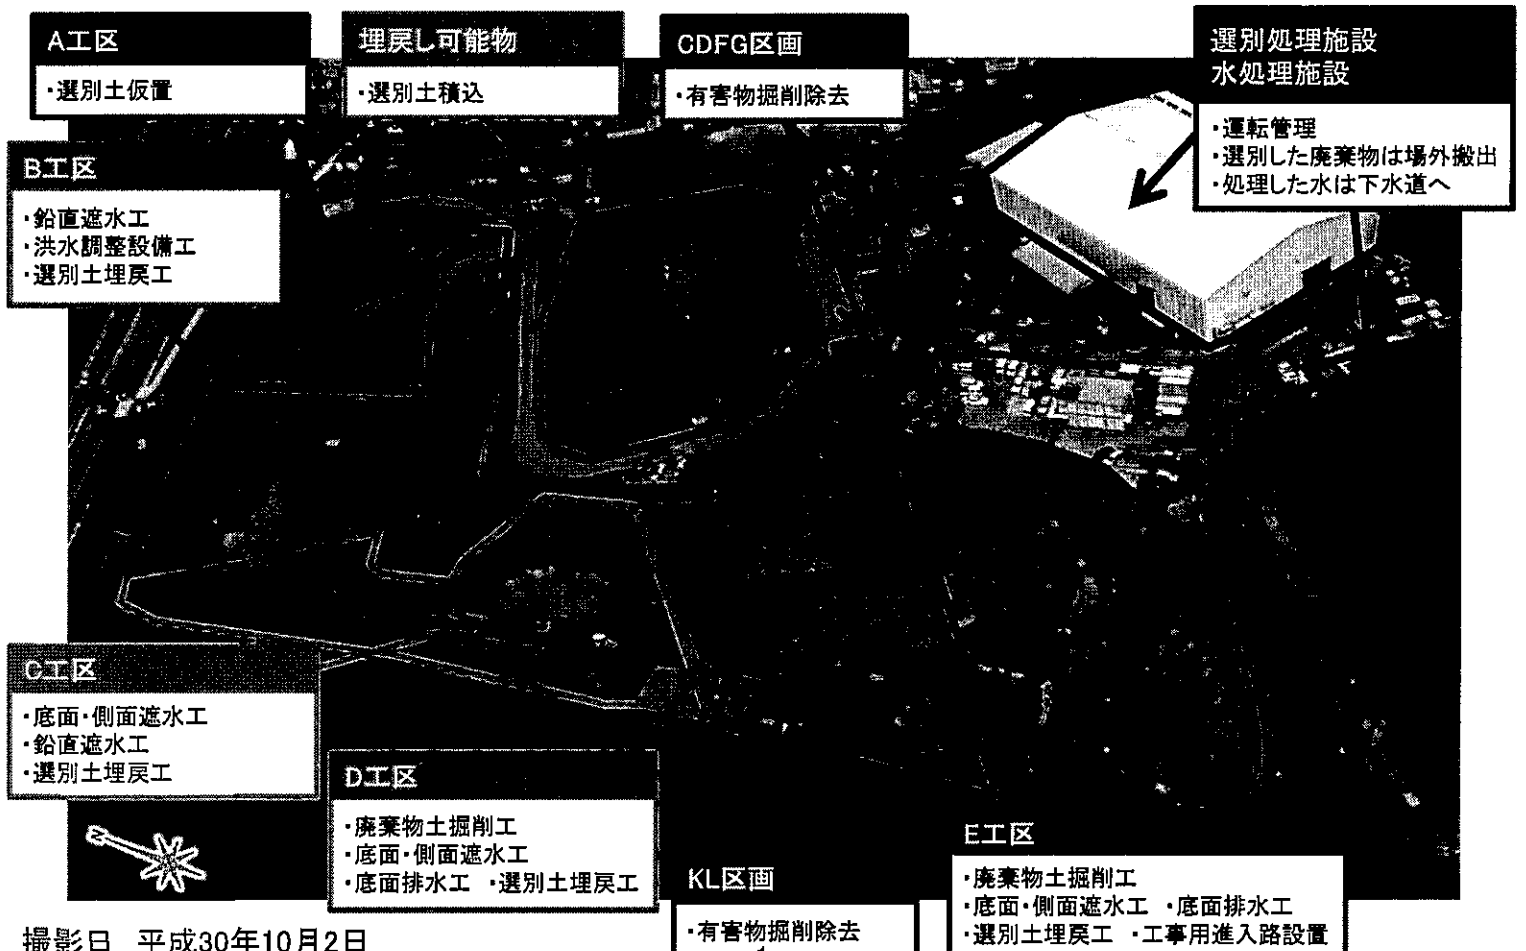 A工区
・選別土仮置
埋戻し可能物
・選別土積込
CDFG区画
・有害物掘削除去
選別処理施設
水処理施設
・運転管理
・選別した廃棄物は場外搬出
・処理した水は下水道へ
B工区
・鉛直遮水工
・洪水調整設備工
・選別土埋戻工
C工区
・底面・側面遮水工
・鉛直遮水工
・選別土埋戻工
D工区
・廃棄物土掘削工
・底面・側面遮水工
・底面排水工 ・選別土埋戻工
KL区画
・有害物掘削除去
E工区
・廃棄物土掘削工
・底面・側面遮水工 ・底面排水工
・選別土埋戻工 ・工事用進入路設置
N
撮影日 平成30年10月2日